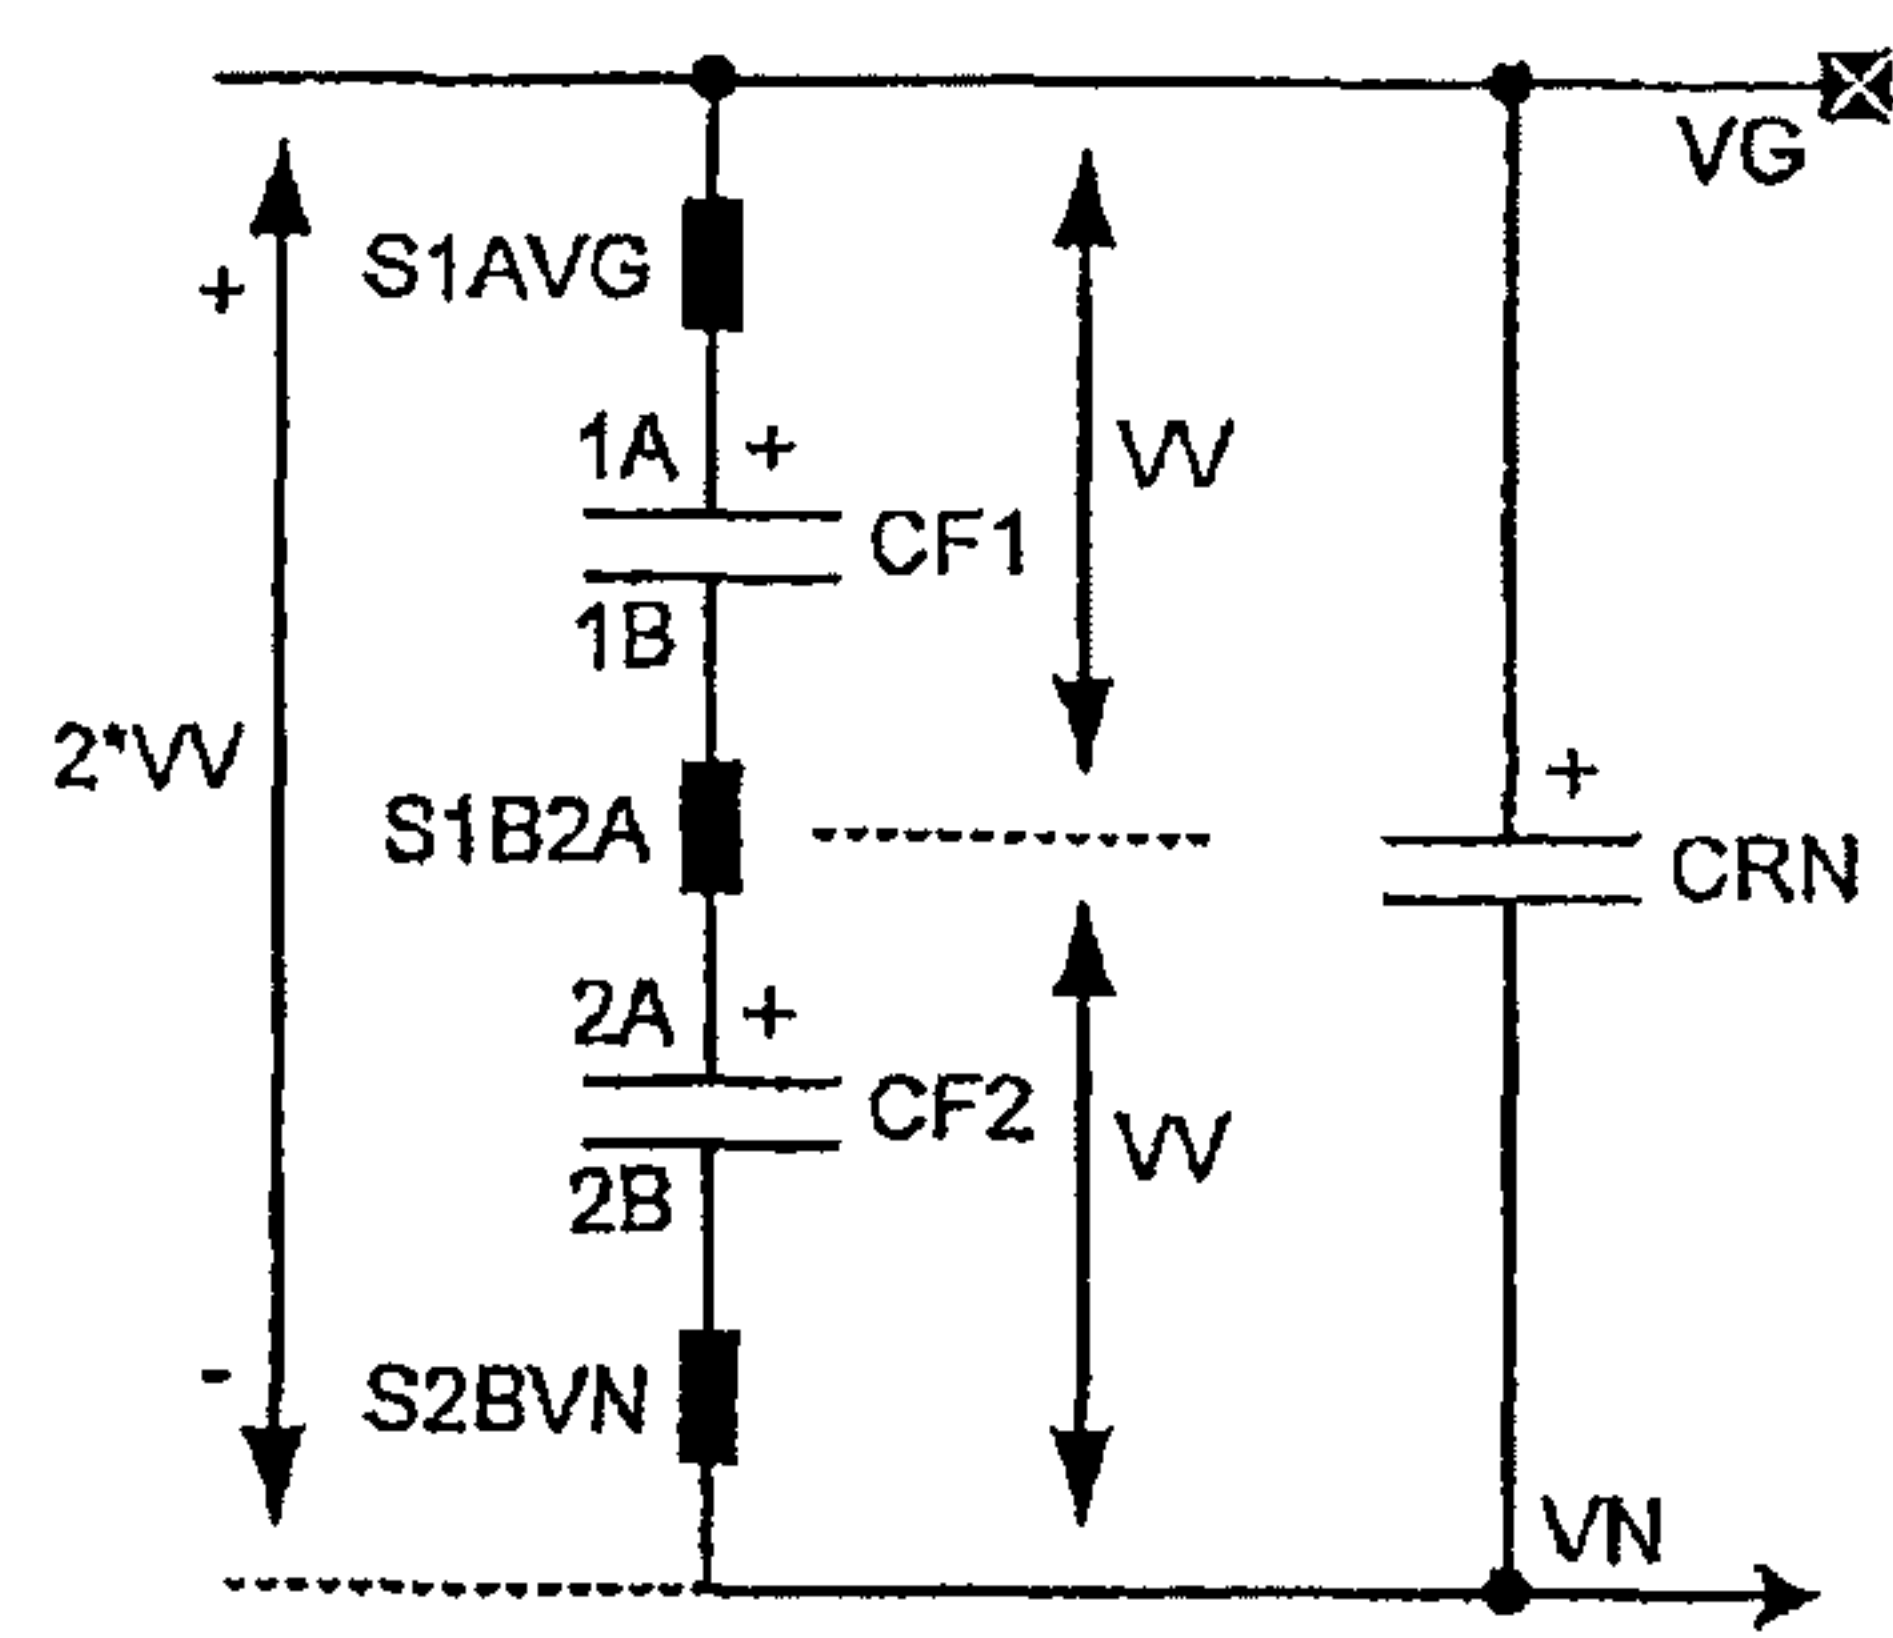 VG
+
S1AVG
1A
+
VV
CF1
1B
2*VV
+
S1B2A
CRN
2A
+
CF2
VV
2B
-
S2BVN
VN